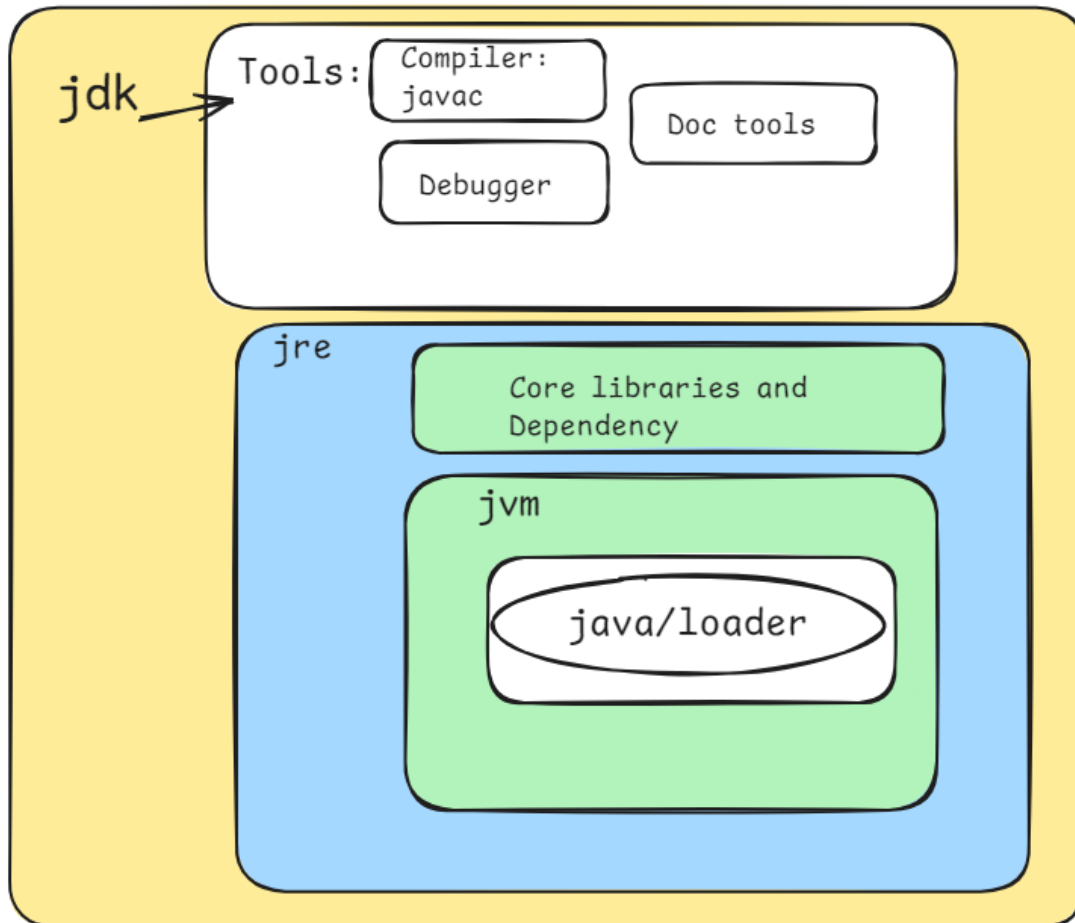 jdk
Tools:
Compiler:
javac
Doc tools
Debugger
jre
Core libraries and
Dependency
jvm
java/loader